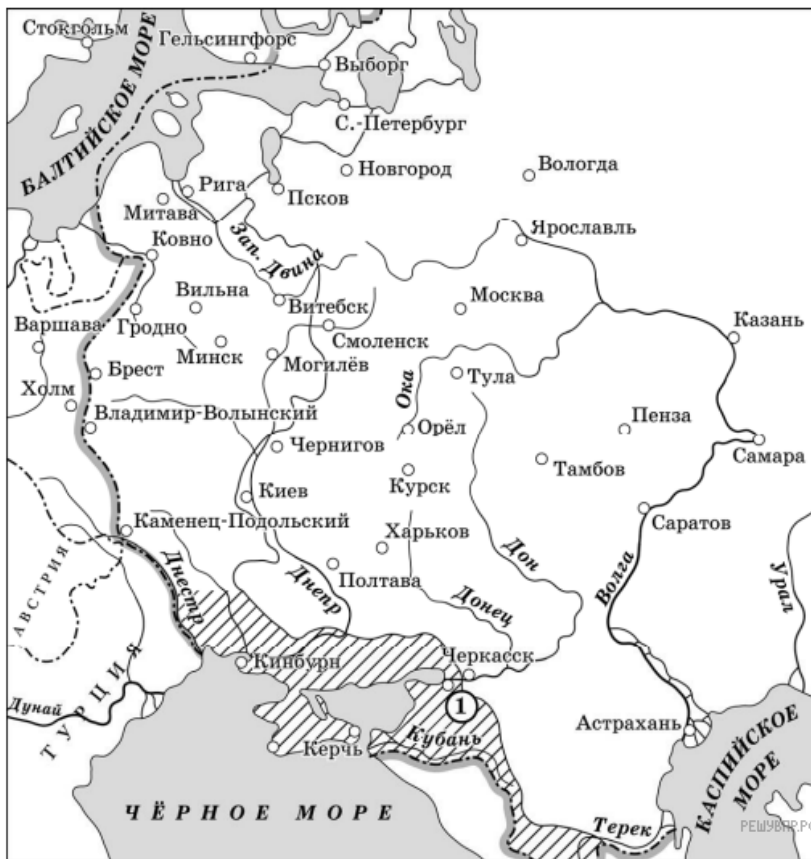 Стокгольм
Гельсингфорс
Выборг
БАЛТИЙСКОЕ МОРЕ
С.-Петербург
Новгород
Вологда
Рига
Псков
Митава
Ярославль
Ковно
Зап. Двина
Вильна
Витебск
Москва
Варшава
Гродно
Смоленск
Казань
Минск
Могилёв
Брест
Тула
Холм
Ока
Владимир-Волынский
Орёл
Пенза
Чернигов
Самара
Тамбов
Курск
Киев
Саратов
Каменец-Подольский
Харьков
АВСТРИЯ
Днестр
Днепр
Полтава
Дон
Волга
Урал
Донец
ТУРЦИЯ
Кинбурн
Черкасск
Дунай
1
Астрахань
Керчь
Кубань
КАСПИЙСКОЕ
МОРЕ
ЧЁРНОЕ МОРЕ
Терек
РЕШУВПР.РФ